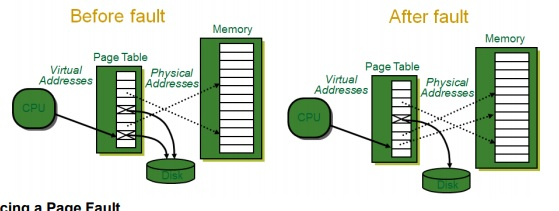 Before fault
After fault
Memory
Page Table
Virtual
Addresses
Physical
Addresses
CPU
Disk
Memory
Page Table
Virtual
Addresses
Physical
Addresses
CPU
Disk
cing a Page Fault